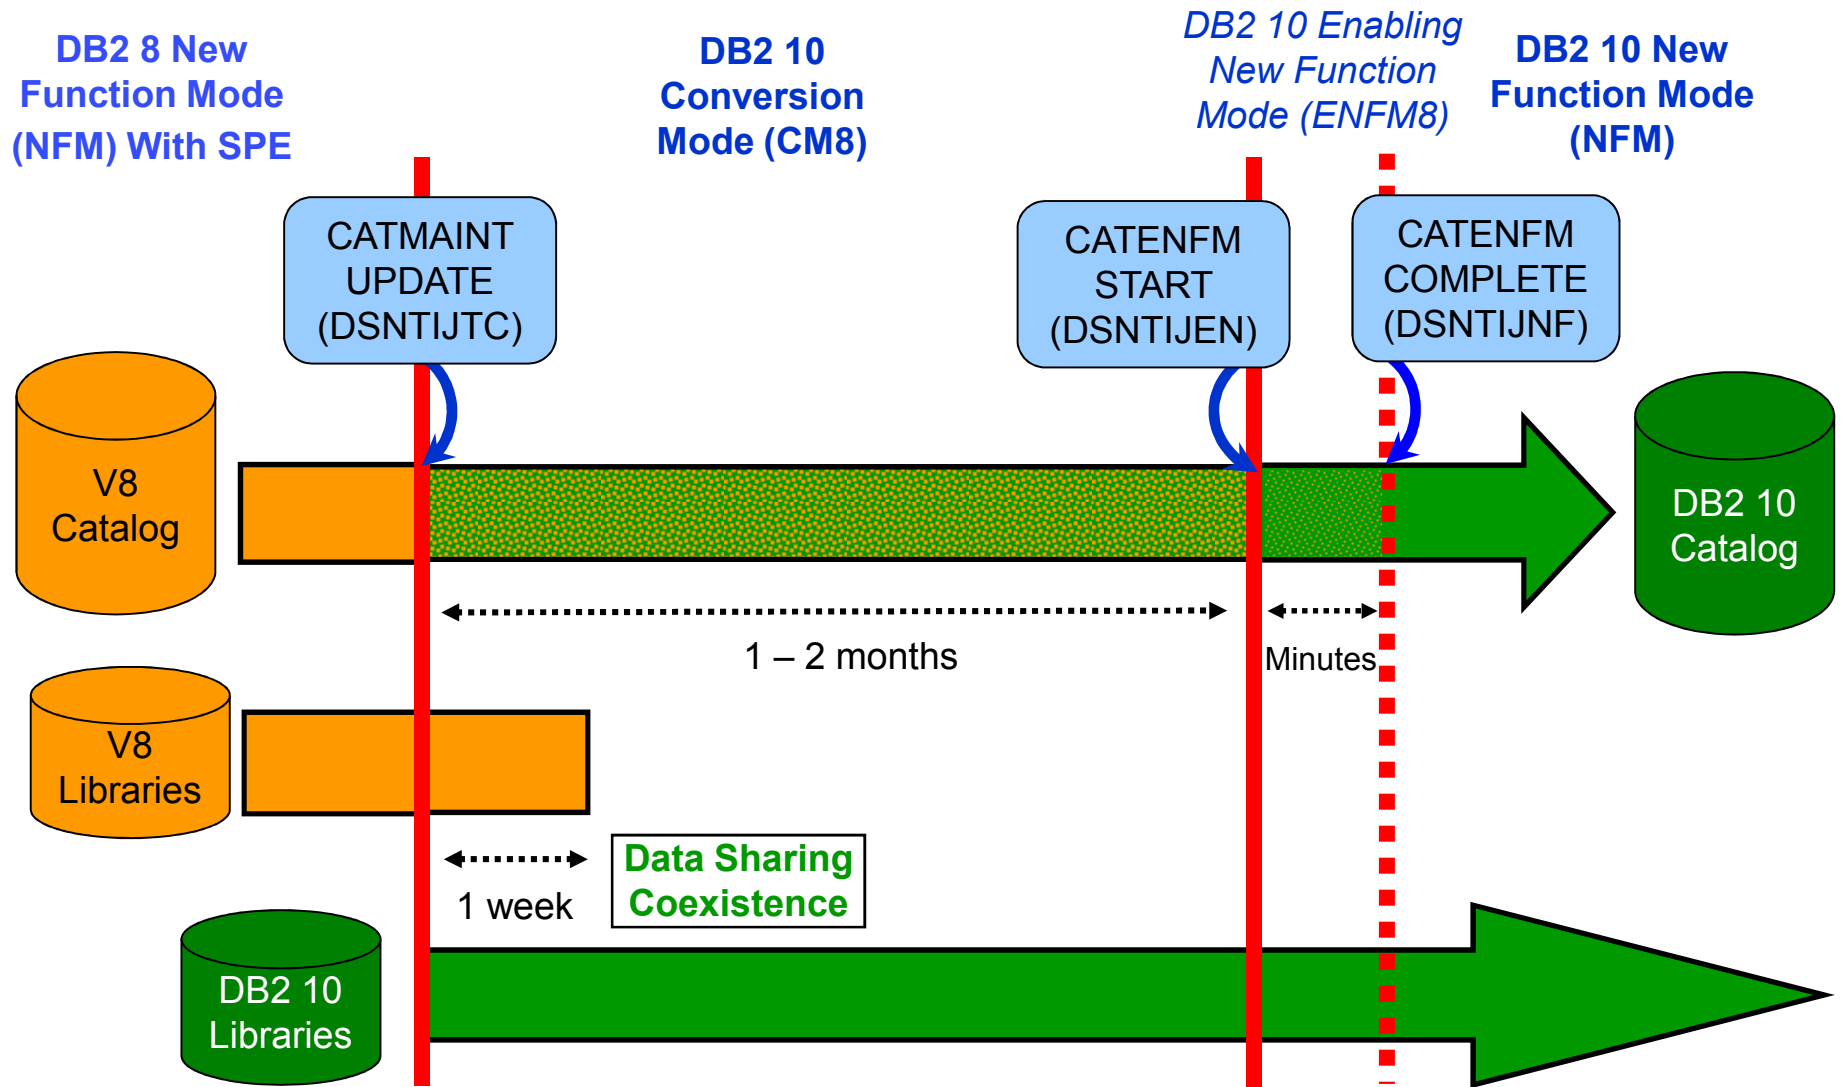 DB2 8 New
Function Mode
(NFM) With SPE
DB2 10
Conversion
Mode (CM8)
DB2 10 Enabling
New Function
Mode (ENFM8)
DB2 10 New
Function Mode
(NFM)
CATMAINT
UPDATE
(DSNTIJTC)
CATENFM
START
(DSNTIJEN)
CATENFM
COMPLETE
(DSNTIJNF)
V8
Catalog
DB2 10
Catalog
1 – 2 months
Minutes
V8
Libraries
1 week
Data Sharing
Coexistence
DB2 10
Libraries